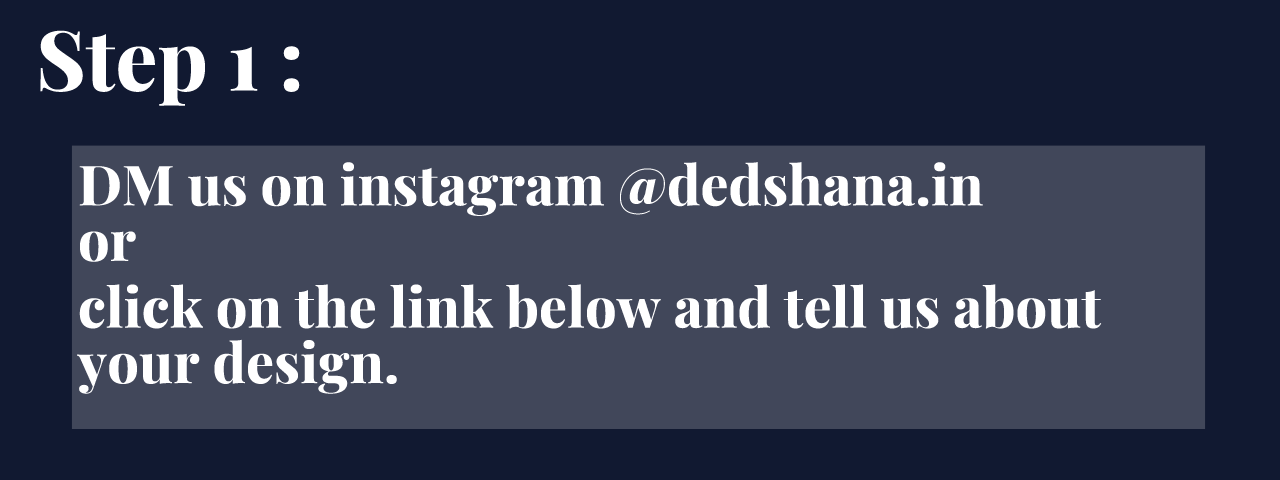 Step 1 :
DM us on instagram @dedshana.in
or
click on the link below and tell us about
your design.